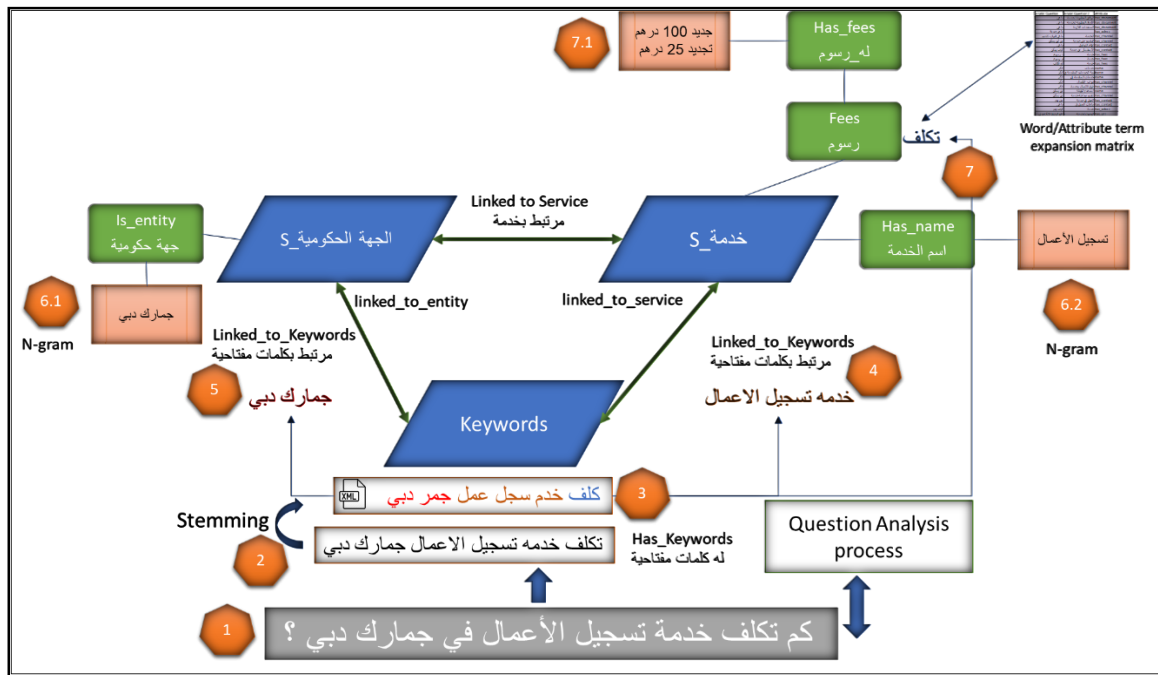 7.1
جديد 100 درهم
تجديد 25 درهم
Has_fees
له_رسوم
Fees
رسوم
تكلف
Word/Attribute term
expansion matrix
7
Is_entity
جهة حكومية
الجهة الحكومية_S
Linked to Service
مرتبط بخدمة
خدمة_S
Has_name
اسم الخدمة
تسجيل الأعمال
6.1
N-gram
جمارك دبي
6.2
N-gram
linked_to_entity
linked_to_service
Linked_to_Keywords
مرتبط بكلمات مفتاحية
5
جمارك دبي
Linked_to_Keywords
مرتبط بكلمات مفتاحية
4
خدمه تسجيل الاعمال
Keywords
XML
كلف خدم سجل عمل جمر دبي
3
Stemming
2
تكلف خدمه تسجيل الاعمال جمارك دبي
Has_Keywords
له كلمات مفتاحية
Question Analysis
process
1
كم تكلف خدمة تسجيل الأعمال في جمارك دبي ؟